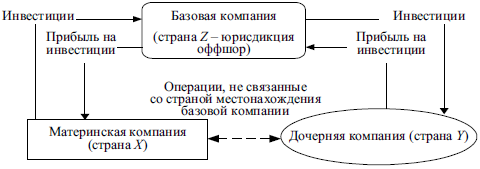 Инвестиции
Базовая компания
Инвестиции
Прибыль на
инвестиции
(страна Z – юрисдикция
оффшор)
Прибыль на
инвестиции
Операции, не связанные
со страной местонахождения
базовой компании
Материнская компания
(страна X)
Дочерняя компания (страна Y)